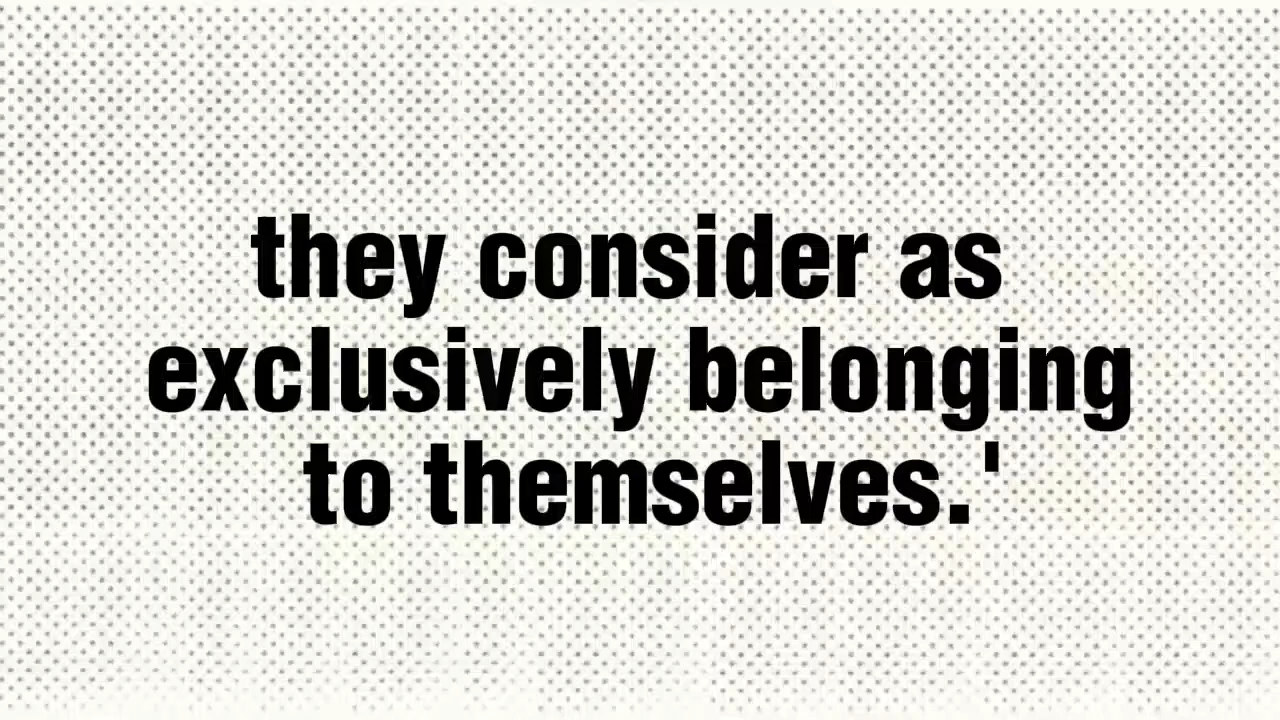 they consider as
exclusively belonging
to themselves.'